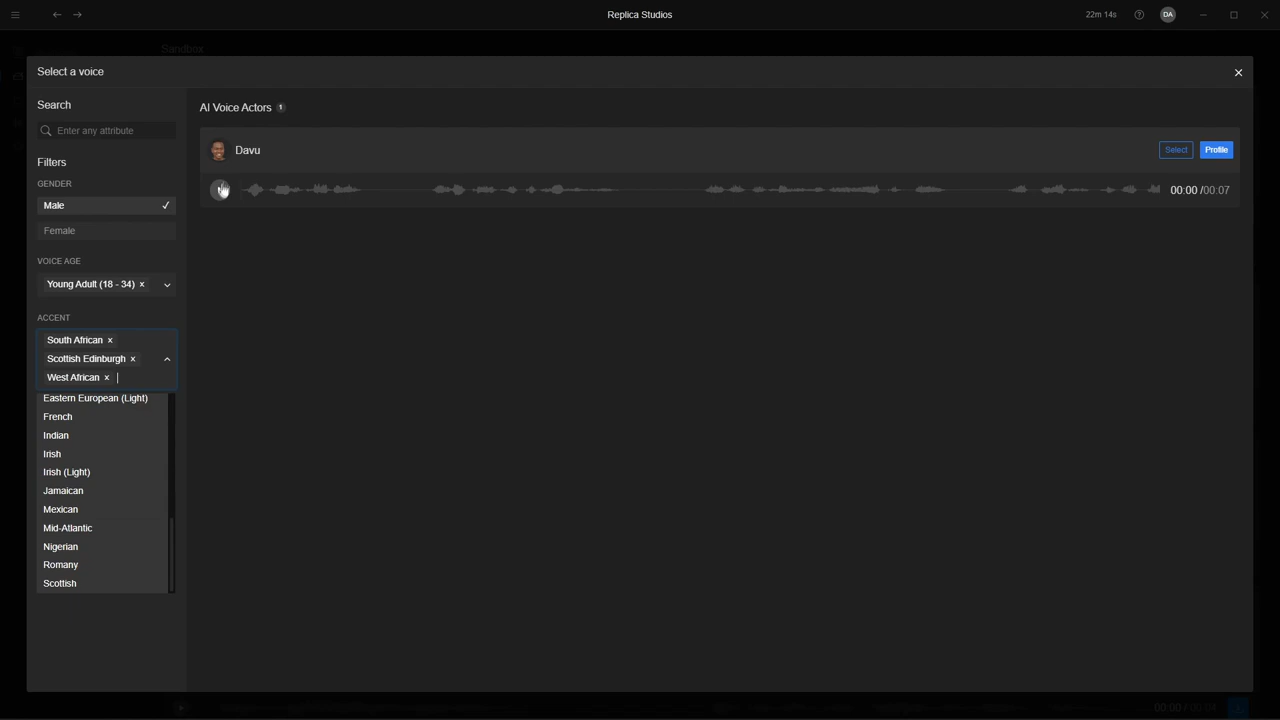 Replica Studios
22m 14s
DA
Sandbox
Select a voice
Search
Enter any attribute
Filters
GENDER
Male
Female
VOICE AGE
Young Adult (18 - 34) ×
ACCENT
South African ×
Scottish Edinburgh ×
West African ×
Eastern European (Light)
French
Indian
Irish
Irish (Light)
Jamaican
Mexican
Mid-Atlantic
Nigerian
Romany
Scottish
AI Voice Actors 1
Davu
Select
Profile
00:00 /00:07
00:00 / 00:04